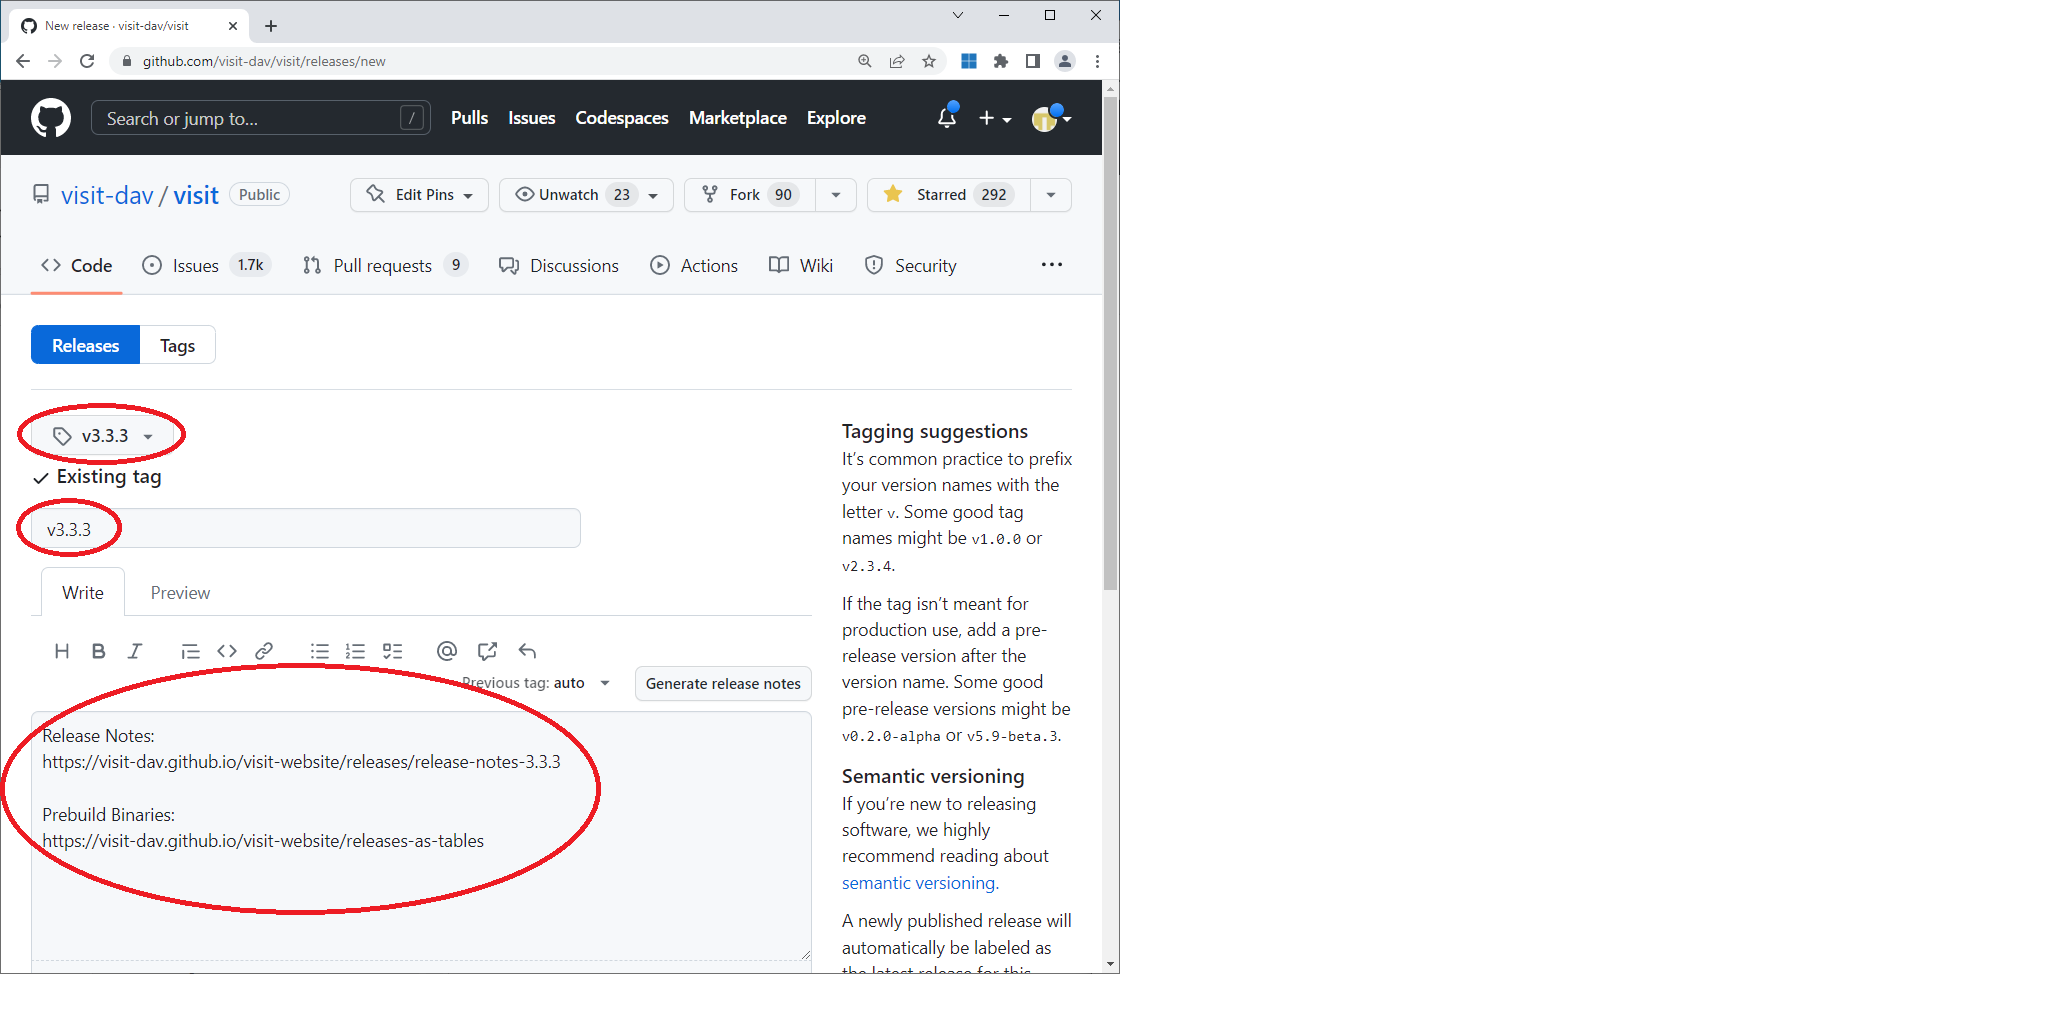 New release · visit-dav/visit
github.com/visit-dav/visit/releases/new
Search or jump to... /
Pulls Issues Codespaces Marketplace Explore
visit-dav / visit Public
Edit Pins Unwatch 23 Fork 90 Starred 292
Code Issues 1.7k Pull requests 9 Discussions Actions Wiki Security
Releases Tags
v3.3.3
Existing tag
v3.3.3
Write Preview
Previous tag: auto Generate release notes
Release Notes:
https://visit-dav.github.io/visit-website/releases/release-notes-3.3.3
Prebuild Binaries:
https://visit-dav.github.io/visit-website/releases-as-tables
Tagging suggestions
It's common practice to prefix
your version names with the
letter v. Some good tag
names might be v1.0.0 or
v2.3.4.
If the tag isn't meant for
production use, add a pre-
release version after the
version name. Some good
pre-release versions might be
v0.2.0-alpha or v5.9-beta.3.
Semantic versioning
If you're new to releasing
software, we highly
recommend reading about
semantic versioning.
A newly published release will
automatically be labeled as
the latest release for this